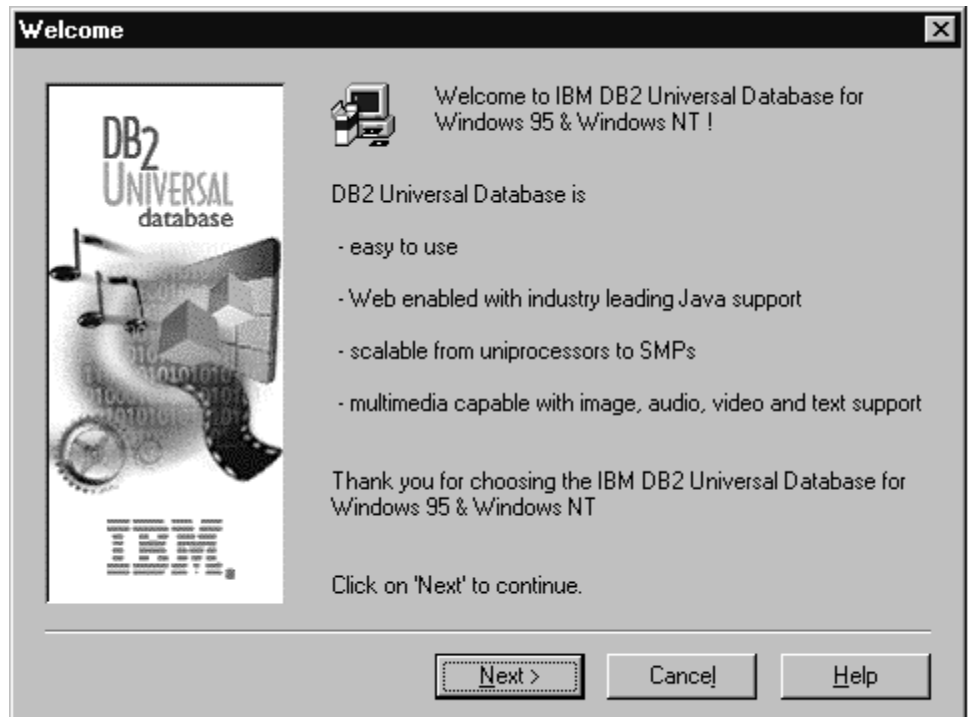 Welcome
DB2
UNIVERSAL
database
IBM.
Welcome to IBM DB2 Universal Database for
Windows 95 & Windows NT !
DB2 Universal Database is
- easy to use
- Web enabled with industry leading Java support
- scalable from uniprocessors to SMPs
- multimedia capable with image, audio, video and text support
Thank you for choosing the IBM DB2 Universal Database for
Windows 95 & Windows NT
Click on 'Next' to continue.
Next >
Cancel
Help